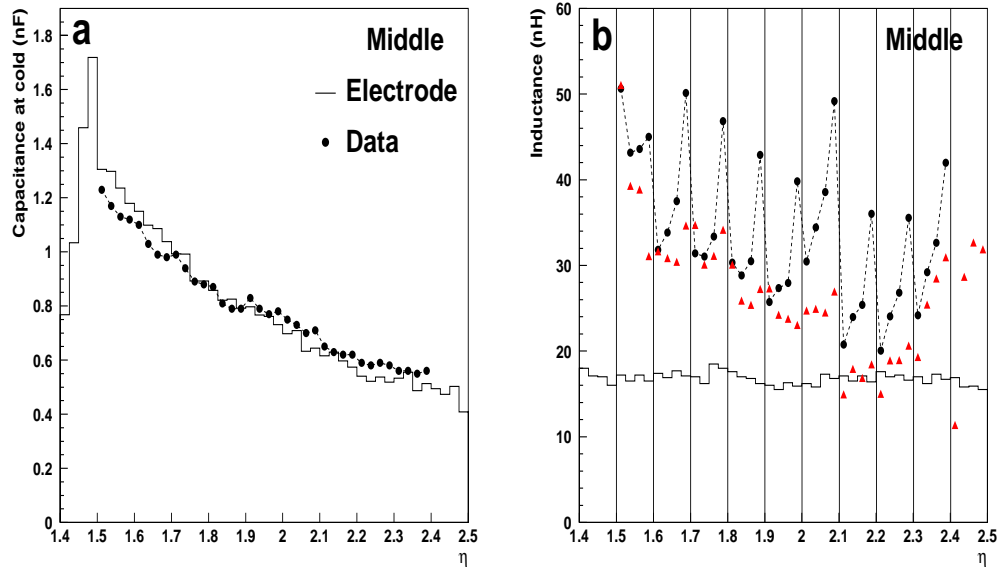 a
Middle
Electrode
Data
Capacitance at cold (nF)
1.8
1.6
1.4
1.2
1
0.8
0.6
0.4
0.2
0
1.4 1.5 1.6 1.7 1.8 1.9 2 2.1 2.2 2.3 2.4 2.5
η
b
Middle
Inductance (nH)
60
50
40
30
20
10
0
1.4 1.5 1.6 1.7 1.8 1.9 2 2.1 2.2 2.3 2.4 2.5
η